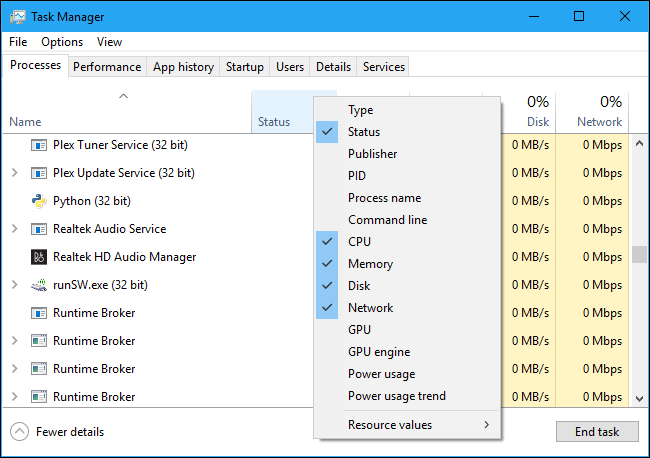 Task Manager
File Options View
Processes Performance App history Startup Users Details Services
0% 0%
Name Status Disk Network
Plex Tuner Service (32 bit) 0 MB/s 0 Mbps
Plex Update Service (32 bit) 0 MB/s 0 Mbps
Python (32 bit) 0 MB/s 0 Mbps
Realtek Audio Service 0 MB/s 0 Mbps
Realtek HD Audio Manager 0 MB/s 0 Mbps
runSW.exe (32 bit) 0 MB/s 0 Mbps
Runtime Broker 0 MB/s 0 Mbps
Runtime Broker 0 MB/s 0 Mbps
Runtime Broker 0 MB/s 0 Mbps
Runtime Broker 0 MB/s 0 Mbps
Type
Status
Publisher
PID
Process name
Command line
CPU
Memory
Disk
Network
GPU
GPU engine
Power usage
Power usage trend
Resource values
Fewer details End task